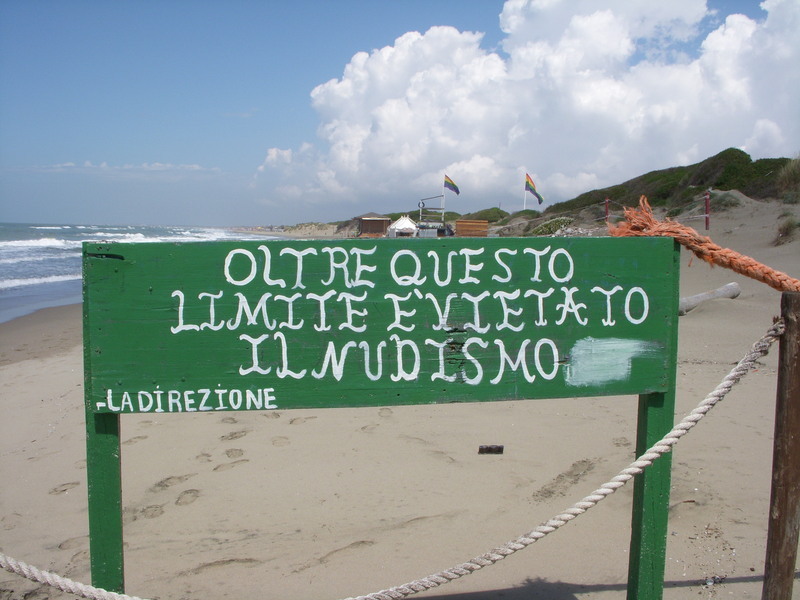 OLTRE QUESTO
LIMITE È VIETATO
IL NUDISMO
-LA DIREZIONE